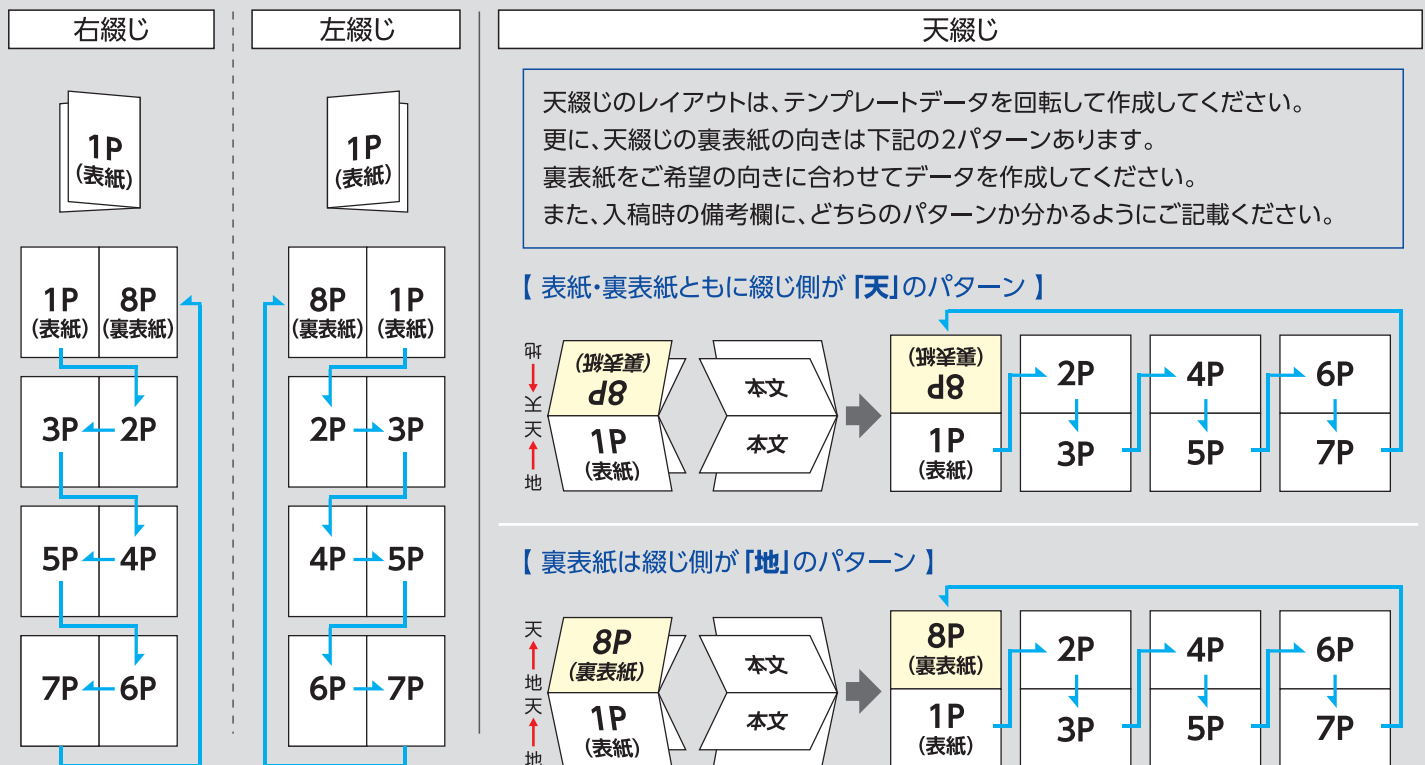 右綴じ
1P
(表紙)
1P
(表紙)
8P
(裏表紙)
3P
2P
5P
4P
7P
6P
左綴じ
1P
(表紙)
8P
(裏表紙)
1P
(表紙)
2P
3P
4P
5P
6P
7P
天綴じ
天綴じのレイアウトは、テンプレートデータを回転して作成してください。
更に、天綴じの裏表紙の向きは下記の2パターンあります。
裏表紙をご希望の向きに合わせてデータを作成してください。
また、入稿時の備考欄に、どちらのパターンか分かるようにご記載ください。
【 表紙・裏表紙ともに綴じ側が「天」のパターン 】
地
天
天
地
8P
(裏表紙)
1P
(表紙)
本文
本文
8P
(裏表紙)
1P
(表紙)
2P
3P
4P
5P
6P
7P
【 裏表紙は綴じ側が「地」のパターン 】
天
地
天
地
8P
(裏表紙)
1P
(表紙)
本文
本文
8P
(裏表紙)
1P
(表紙)
2P
3P
4P
5P
6P
7P